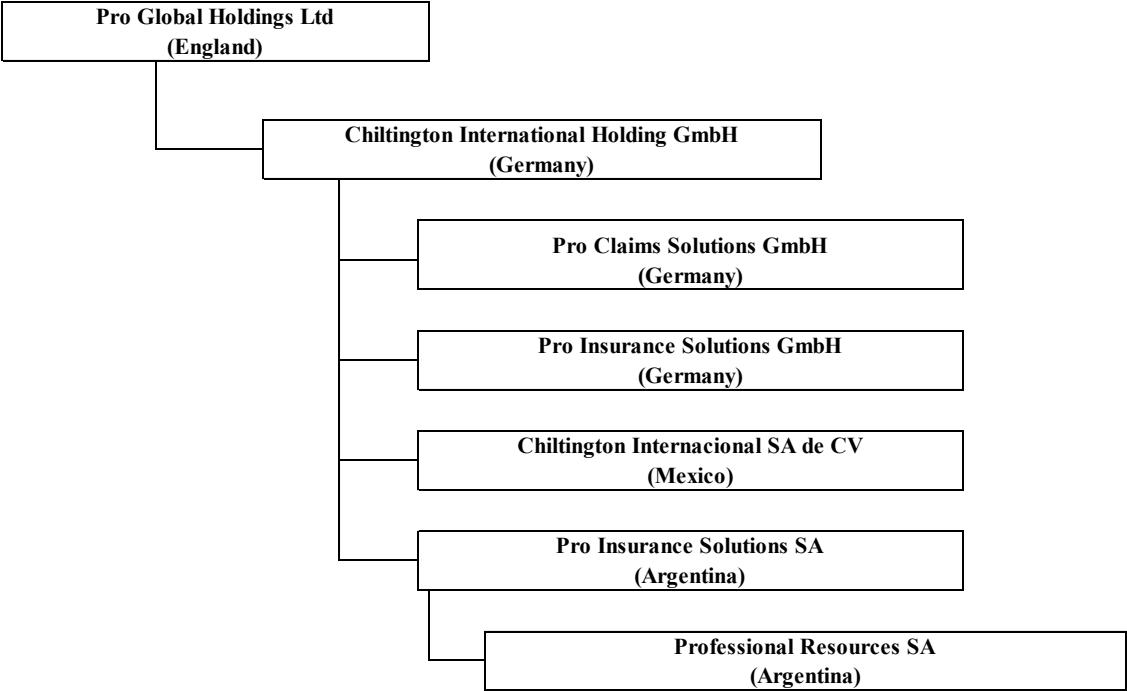 Pro Global Holdings Ltd
(England)
Chiltington International Holding GmbH
(Germany)
Pro Claims Solutions GmbH
(Germany)
Pro Insurance Solutions GmbH
(Germany)
Chiltington Internacional SA de CV
(Mexico)
Pro Insurance Solutions SA
(Argentina)
Professional Resources SA
(Argentina)